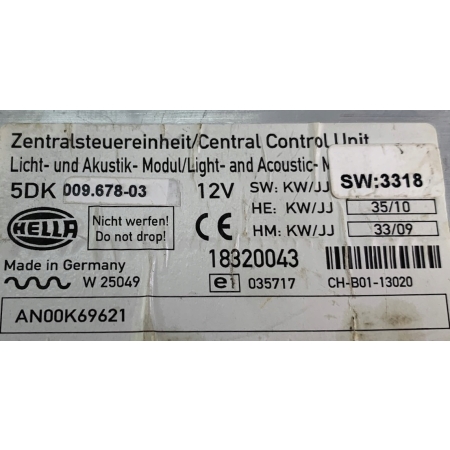 Zentralsteuereinheit/Central Control Unit
Licht- und Akustik- Modul/Light- and Acoustic- M
5DK 009.678-03 12V SW: KW/JJ SW:3318
HE: KW/JJ 35/10
HM: KW/JJ 33/09
HELLA
Nicht werfen!
Do not drop!
Made in Germany 18320043
W 25049 CE e1 035717 CH-B01-13020
AN00K69621